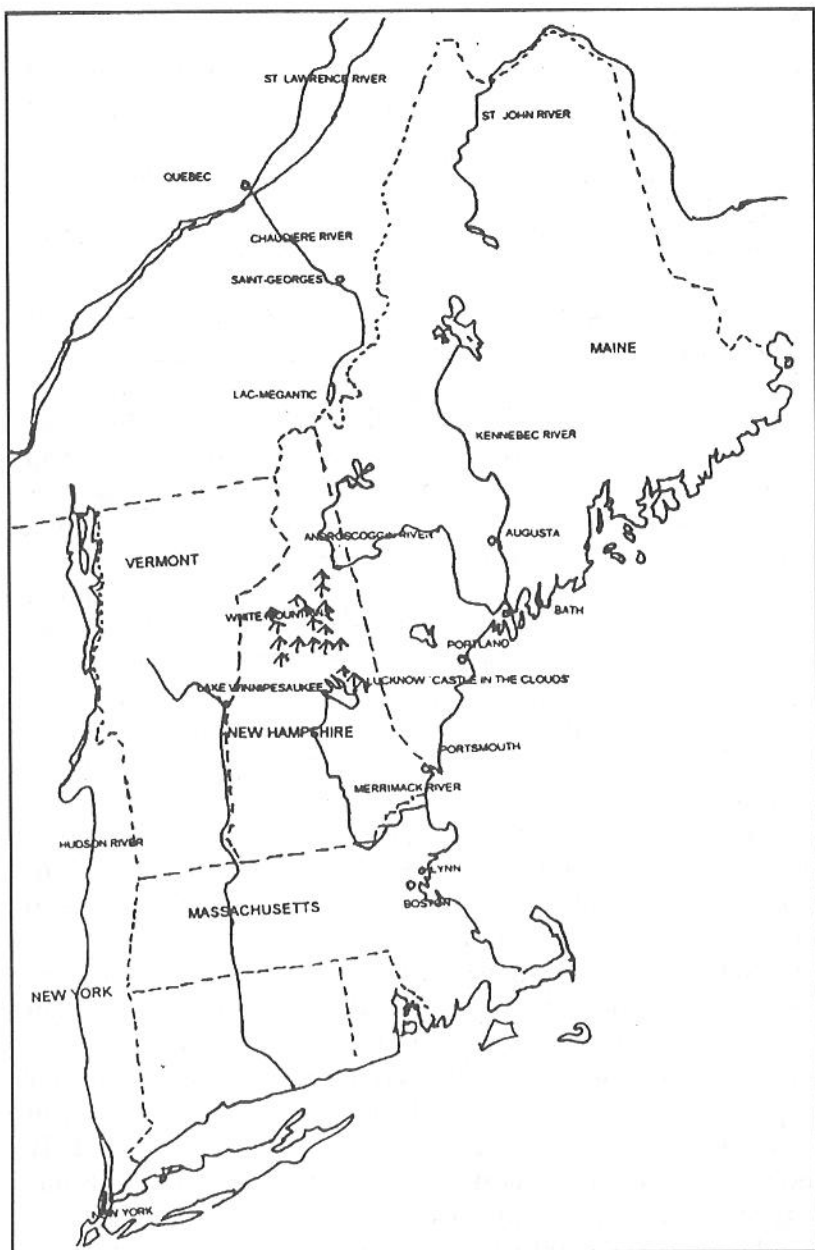 ST LAWRENCE RIVER
ST JOHN RIVER
QUEBEC
CHAUDIERE RIVER
SAINT-GEORGES
MAINE
LAC-MEGANTIC
KENNEBEC RIVER
ANDROSCOGGIN RIVER
AUGUSTA
VERMONT
WHITE MOUNTAINS
BATH
PORTLAND
LUCKNOW 'CASTLE IN THE CLOUDS'
LAKE WINNIPESAUKEE
NEW HAMPSHIRE
PORTSMOUTH
MERRIMACK RIVER
HUDSON RIVER
LYNN
BOSTON
MASSACHUSETTS
NEW YORK
NEW YORK